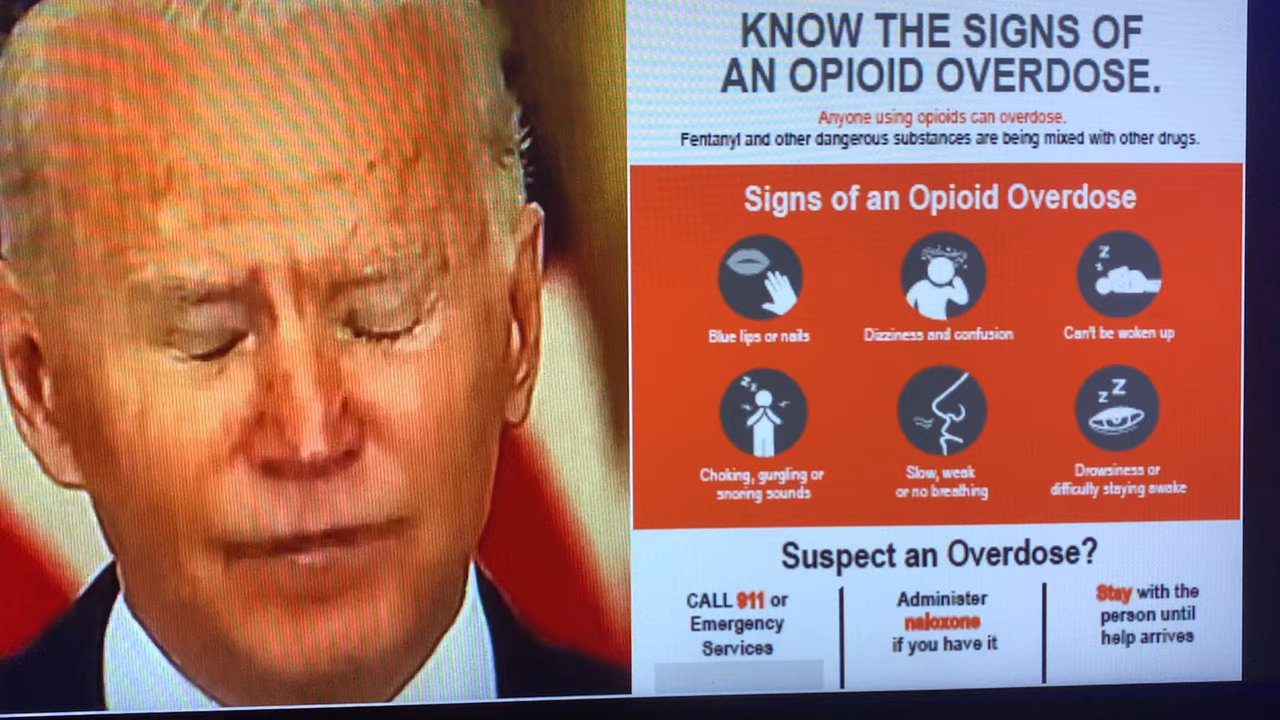 KNOW THE SIGNS OF
AN OPIOID OVERDOSE.
Anyone using opioids can overdose.
Fentanyl and other dangerous substances are being mixed with other drugs.
Signs of an Opioid Overdose
Blue lips or nails
Dizziness and confusion
Can't be woken up
Choking, gurgling or
snoring sounds
Slow, weak
or no breathing
Drowsiness or
difficulty staying awake
Suspect an Overdose?
CALL 911 or
Emergency
Services
Administer
naloxone
if you have it
Stay with the
person until
help arrives
z z
z z
z z